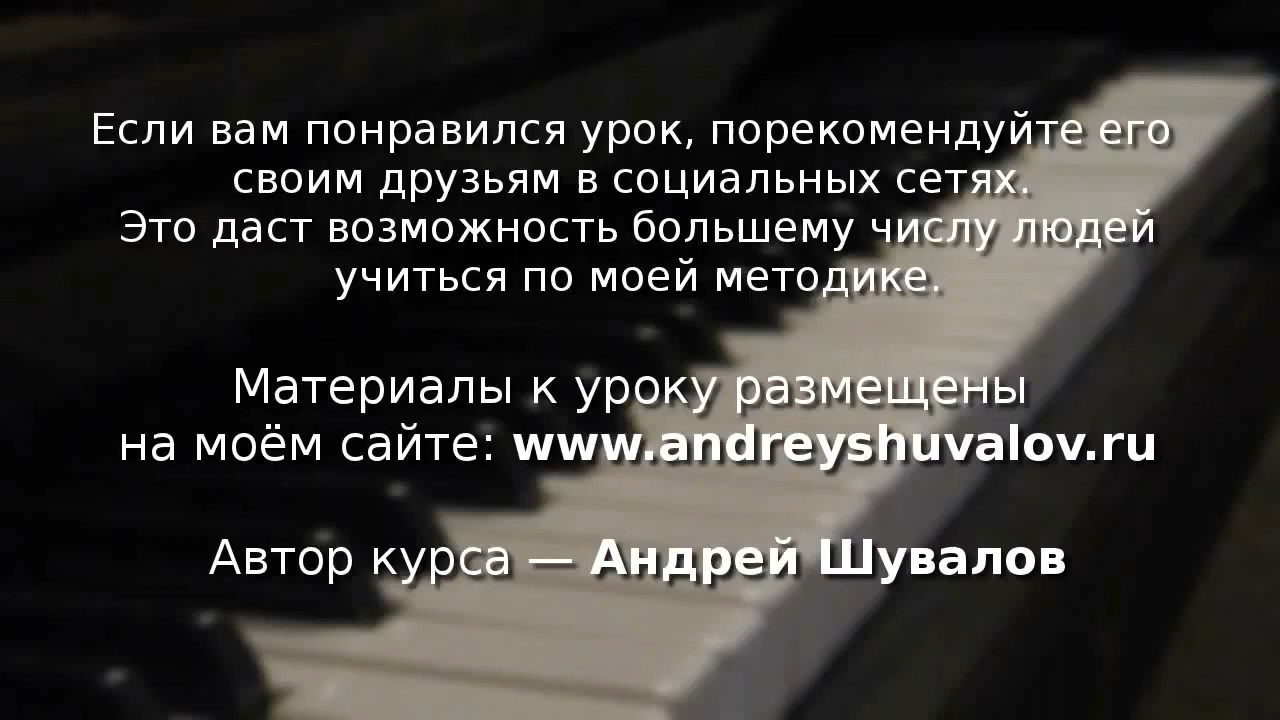 Если вам понравился урок, порекомендуйте его
своим друзьям в социальных сетях.
Это даст возможность большему числу людей
учиться по моей методике.
Материалы к уроку размещены
на моём сайте: www.andreyshuvalov.ru
Автор курса — Андрей Шувалов